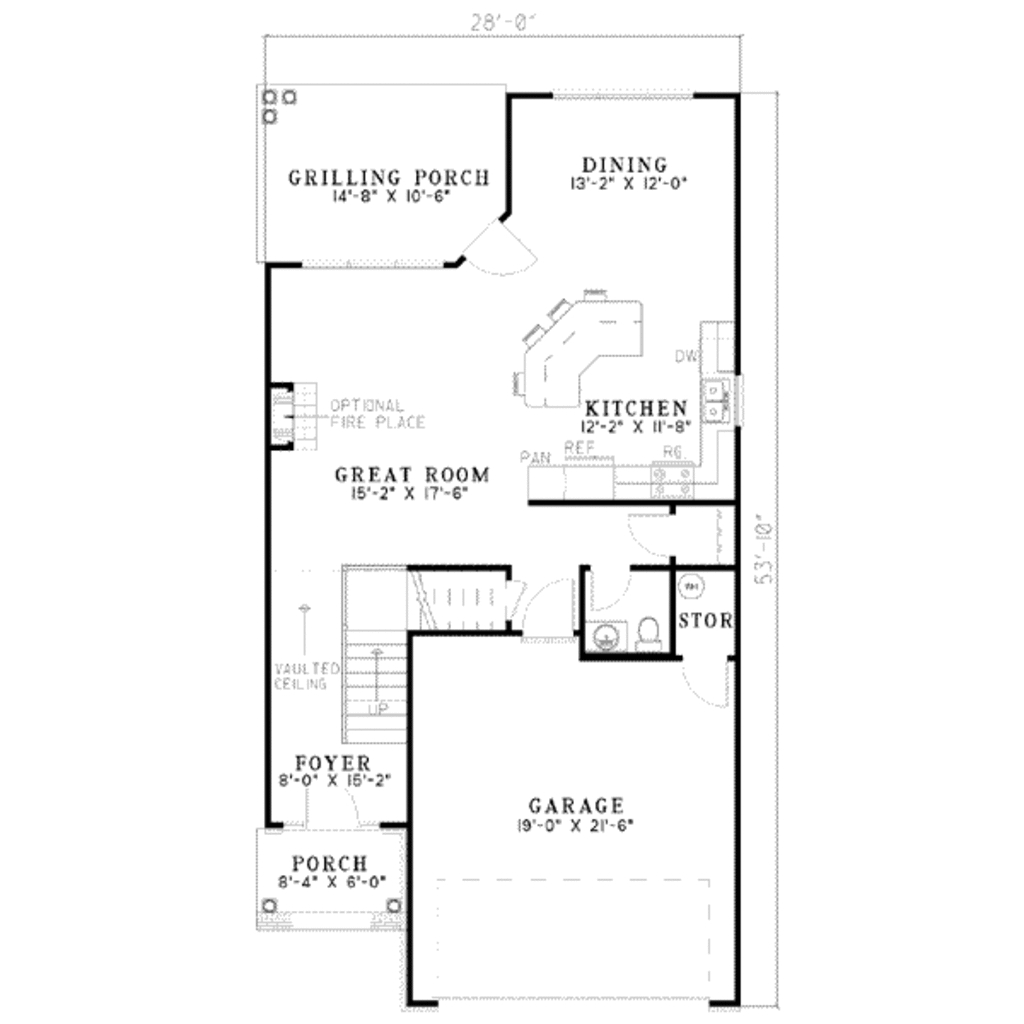 28'-0"
DINING
13'-2" X 12'-0"
GRILLING PORCH
14'-8" X 10'-6"
DW
OPTIONAL
FIRE PLACE
KITCHEN
12'-2" X 11'-8"
PAN
REF.
RG.
GREAT ROOM
15'-2" X 17'-6"
53'-10"
WH
STOR
VAULTED
CEILING
UP
FOYER
8'-0" X 15'-2"
GARAGE
19'-0" X 21'-6"
PORCH
8'-4" X 6'-0"